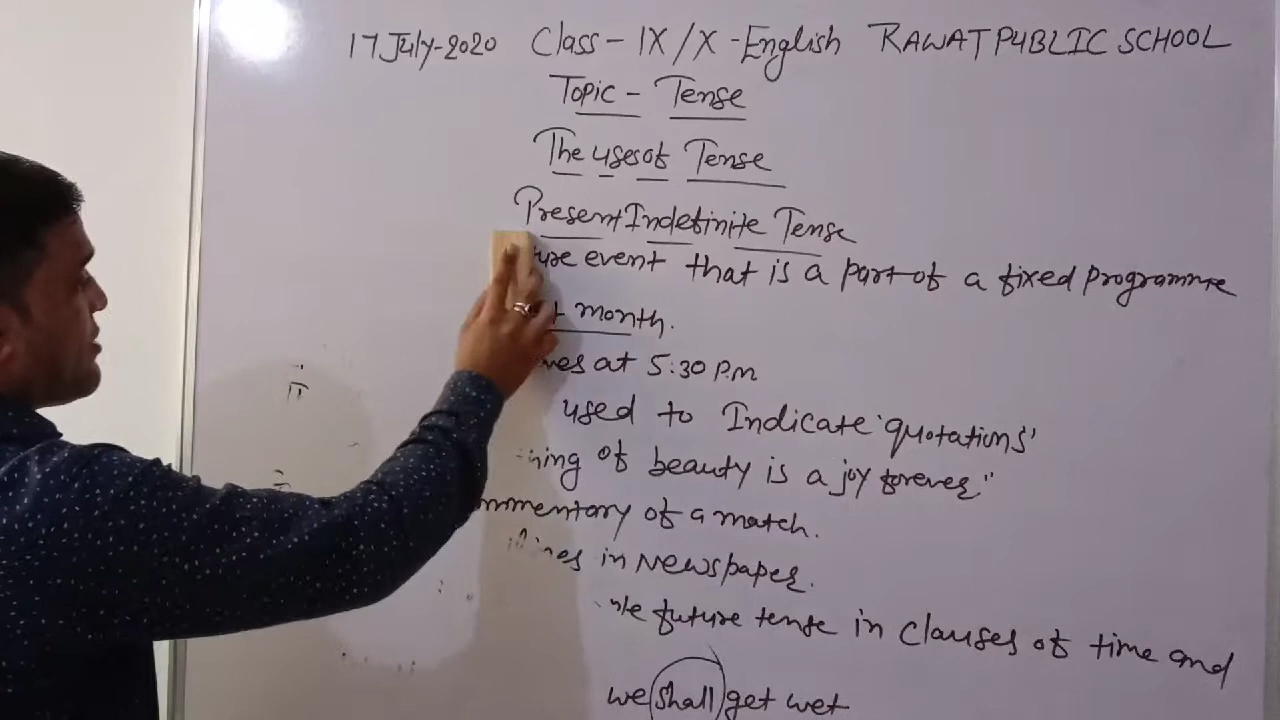 17 July-2020 Class - IX / X - English RAWAT PUBLIC SCHOOL
Topic - Tense
The uses of Tense
Present Indefinite Tense
event that is a part of a fixed programme
month.
at 5:30 P.M
used to Indicate 'quotations'
of beauty is a joy forever"
of a match.
in Newspaper.
future tense in clauses of time and
we shall get wet